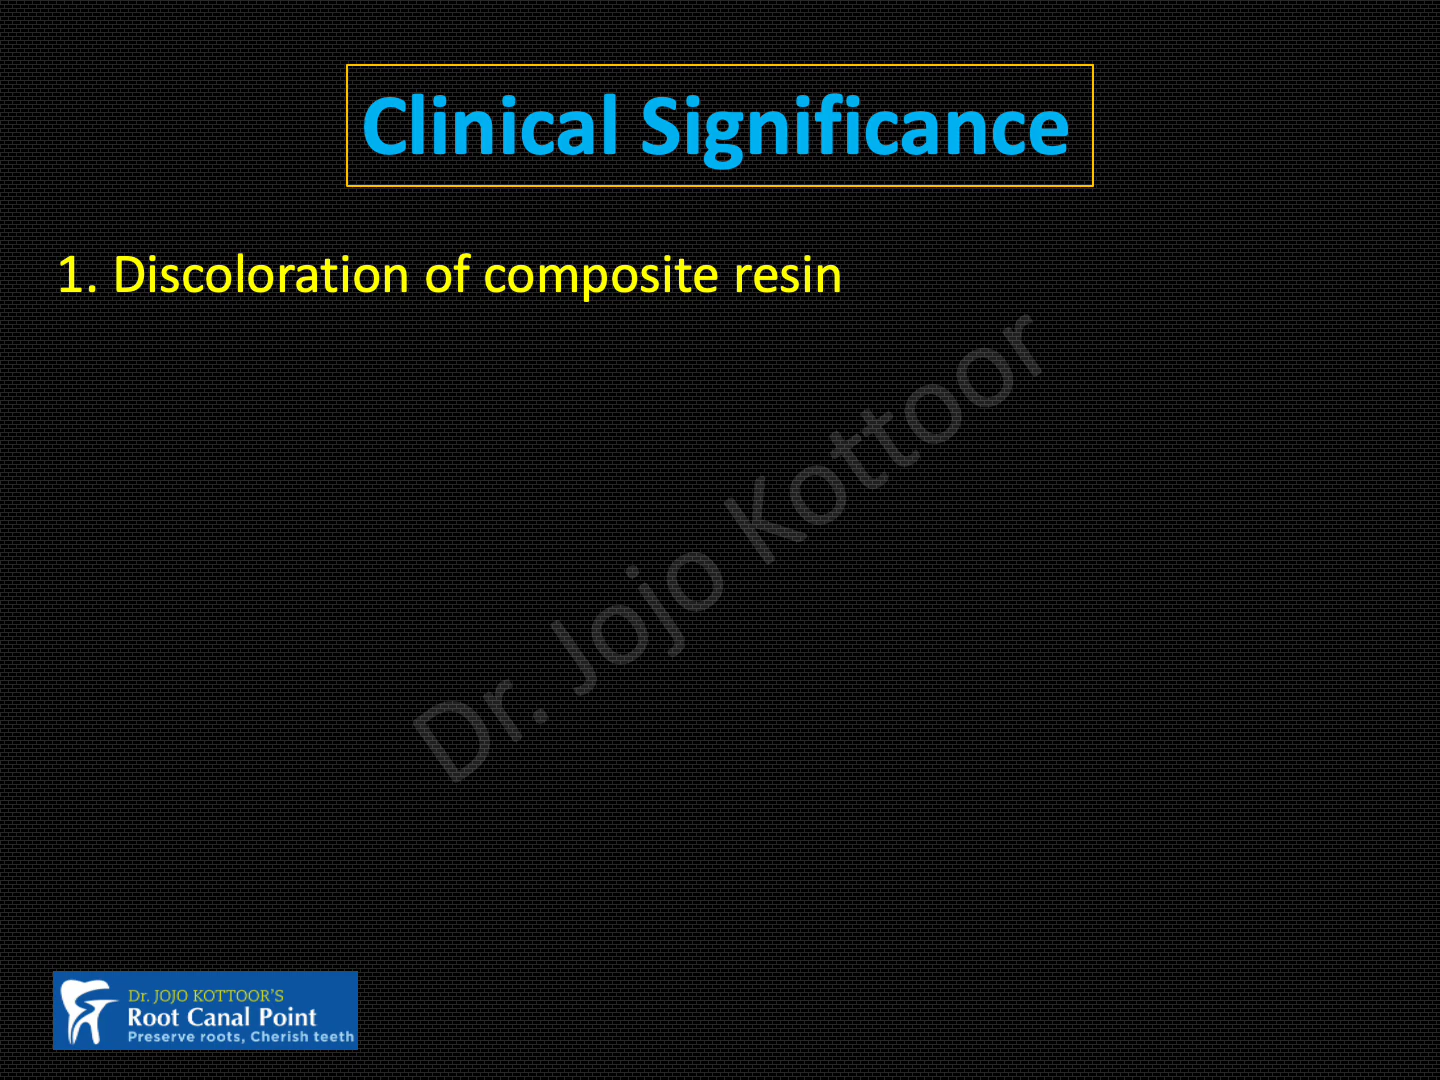 Clinical Significance
1. Discoloration of composite resin
Dr. Jojo Kottoor
Dr. JOJO KOTTOOR'S
Root Canal Point
Preserve roots, Cherish teeth